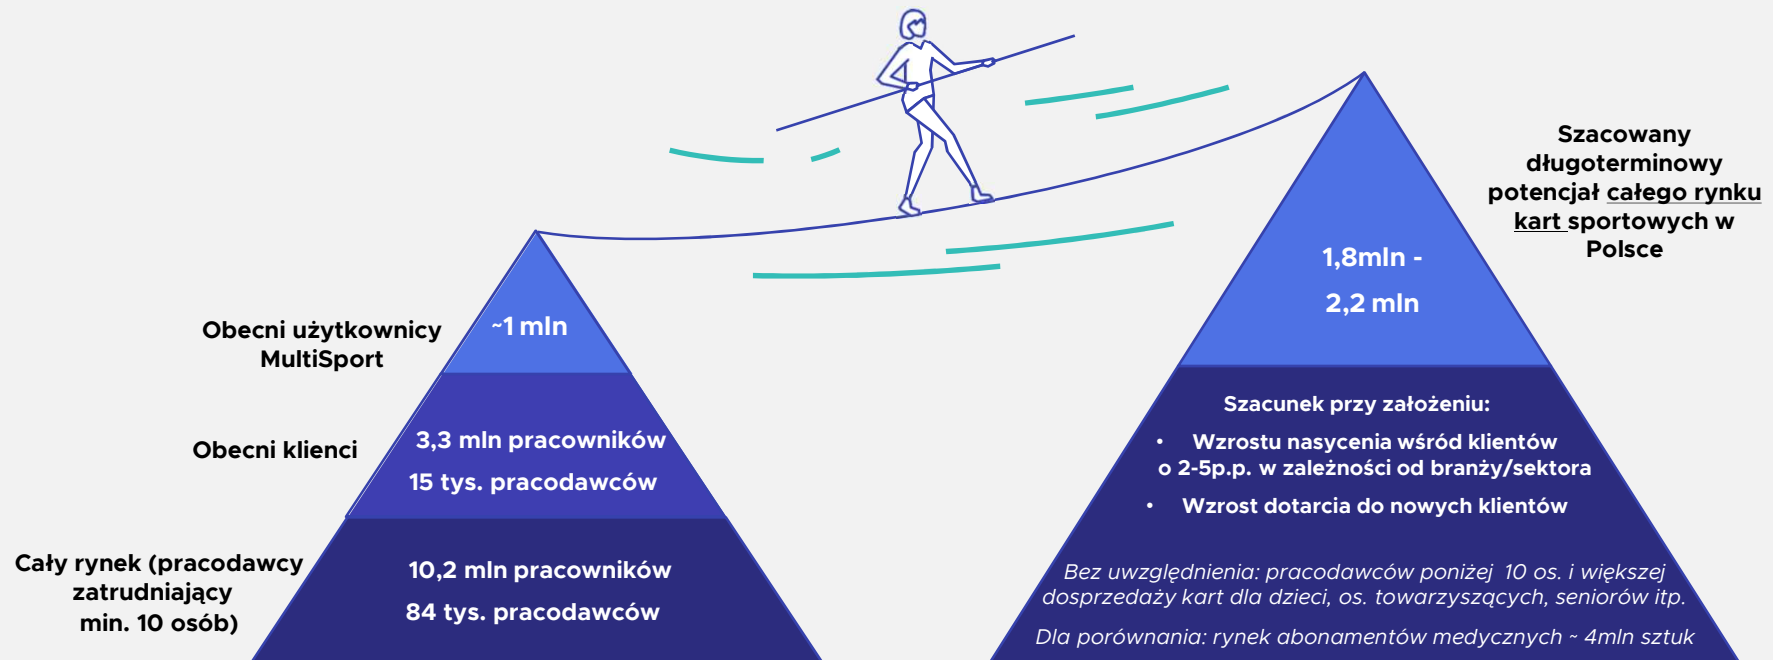 Obecni użytkownicy
MultiSport
~1 mln
Obecni klienci
3,3 mln pracowników
15 tys. pracodawców
Cały rynek (pracodawcy
zatrudniający
min. 10 osób)
10,2 mln pracowników
84 tys. pracodawców
Szacowany
długoterminowy
potencjał całego rynku
kart sportowych w
Polsce
1,8mln -
2,2 mln
Szacunek przy założeniu:
• Wzrostu nasycenia wśród klientów
o 2-5p.p. w zależności od branży/sektora
• Wzrost dotarcia do nowych klientów
Bez uwzględnienia: pracodawców poniżej 10 os. i większej
dosprzedaży kart dla dzieci, os. towarzyszących, seniorów itp.
Dla porównania: rynek abonamentów medycznych ~ 4mln sztuk